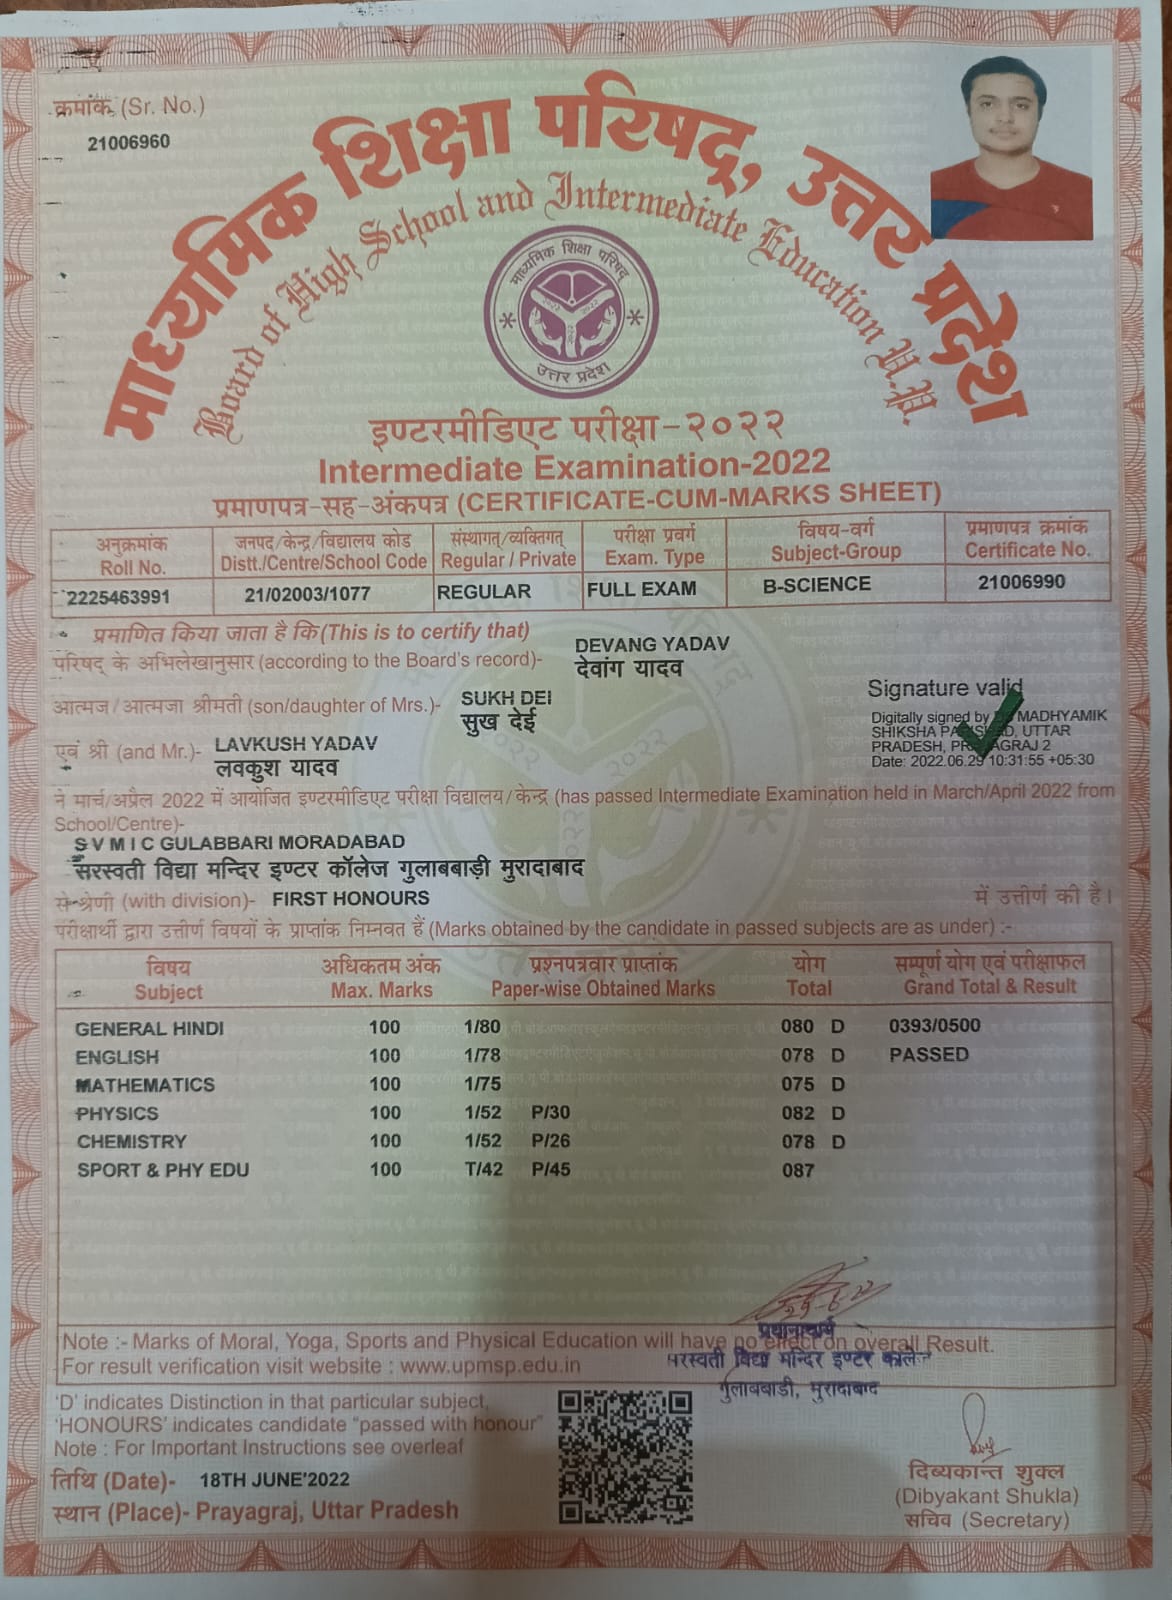 क्रमांक (Sr. No.)
21006960
माध्यमिक शिक्षा परिषद्, उत्तर प्रदेश
Board of High School and Intermediate Education U.P.
माध्यमिक शिक्षा परिषद्
२०२२ २०२२
२०२२
उत्तर प्रदेश
इण्टरमीडिएट परीक्षा-२०२२
Intermediate Examination-2022
प्रमाणपत्र-सह-अंकपत्र (CERTIFICATE-CUM-MARKS SHEET)
अनुक्रमांक जनपद/केन्द्र/विद्यालय कोड संस्थागत्/व्यक्तिगत् परीक्षा प्रवर्ग विषय-वर्ग प्रमाणपत्र क्रमांक
Roll No. Distt./Centre/School Code Regular / Private Exam. Type Subject-Group Certificate No.
2225463991 21/02003/1077 REGULAR FULL EXAM B-SCIENCE 21006990
प्रमाणित किया जाता है कि(This is to certify that)
DEVANG YADAV
परिषद् के अभिलेखानुसार (according to the Board's record)- देवांग यादव
SUKH DEI
आत्मज/आत्मजा श्रीमती (son/daughter of Mrs.)- सुख देई
Signature valid
Digitally signed by MADHYAMIK
SHIKSHA PARISHAD, UTTAR
PRADESH, PRAYAGRAJ 2
Date: 2022.06.29 10:31:55 +05:30
एवं श्री (and Mr.)- LAVKUSH YADAV
लवकुश यादव
ने मार्च/अप्रैल 2022 में आयोजित इण्टरमीडिएट परीक्षा विद्यालय/केन्द्र (has passed Intermediate Examination held in March/April 2022 from
School/Centre)-
S V M I C GULABBARI MORADABAD
सरस्वती विद्या मन्दिर इण्टर कॉलेज गुलाबबाड़ी मुरादाबाद
से श्रेणी (with division)- FIRST HONOURS में उत्तीर्ण की है।
परीक्षार्थी द्वारा उत्तीर्ण विषयों के प्राप्तांक निम्नवत हैं (Marks obtained by the candidate in passed subjects are as under) :-
विषय अधिकतम अंक प्रश्नपत्रवार प्राप्तांक योग सम्पूर्ण योग एवं परीक्षाफल
Subject Max. Marks Paper-wise Obtained Marks Total Grand Total & Result
GENERAL HINDI 100 1/80 080 D 0393/0500
ENGLISH 100 1/78 078 D PASSED
MATHEMATICS 100 1/75 075 D
PHYSICS 100 1/52 P/30 082 D
CHEMISTRY 100 1/52 P/26 078 D
SPORT & PHY EDU 100 T/42 P/45 087
प्रधानाचार्य
Note :- Marks of Moral, Yoga, Sports and Physical Education will have no effect on overall Result.
सरस्वती विद्या मन्दिर इण्टर कालेज
For result verification visit website : www.upmsp.edu.in
गुलाबबाड़ी, मुरादाबाद
'D' indicates Distinction in that particular subject,
'HONOURS' indicates candidate "passed with honour"
Note : For Important Instructions see overleaf
तिथि (Date)- 18TH JUNE'2022
स्थान (Place)- Prayagraj, Uttar Pradesh
दिब्यकान्त शुक्ल
(Dibyakant Shukla)
सचिव (Secretary)